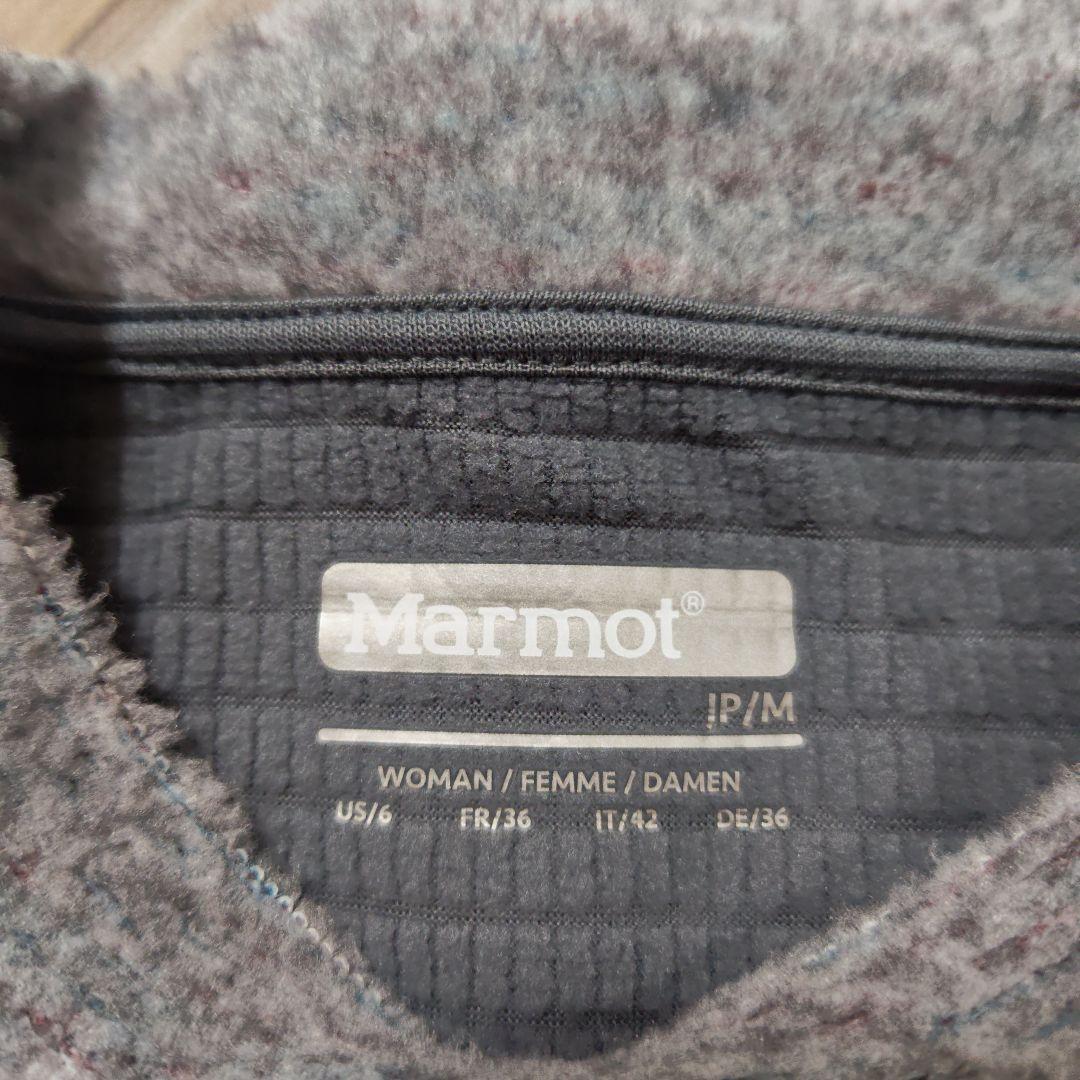 Marmot®
JP/M
WOMAN / FEMME / DAMEN
US/6 FR/36 IT/42 DE/36